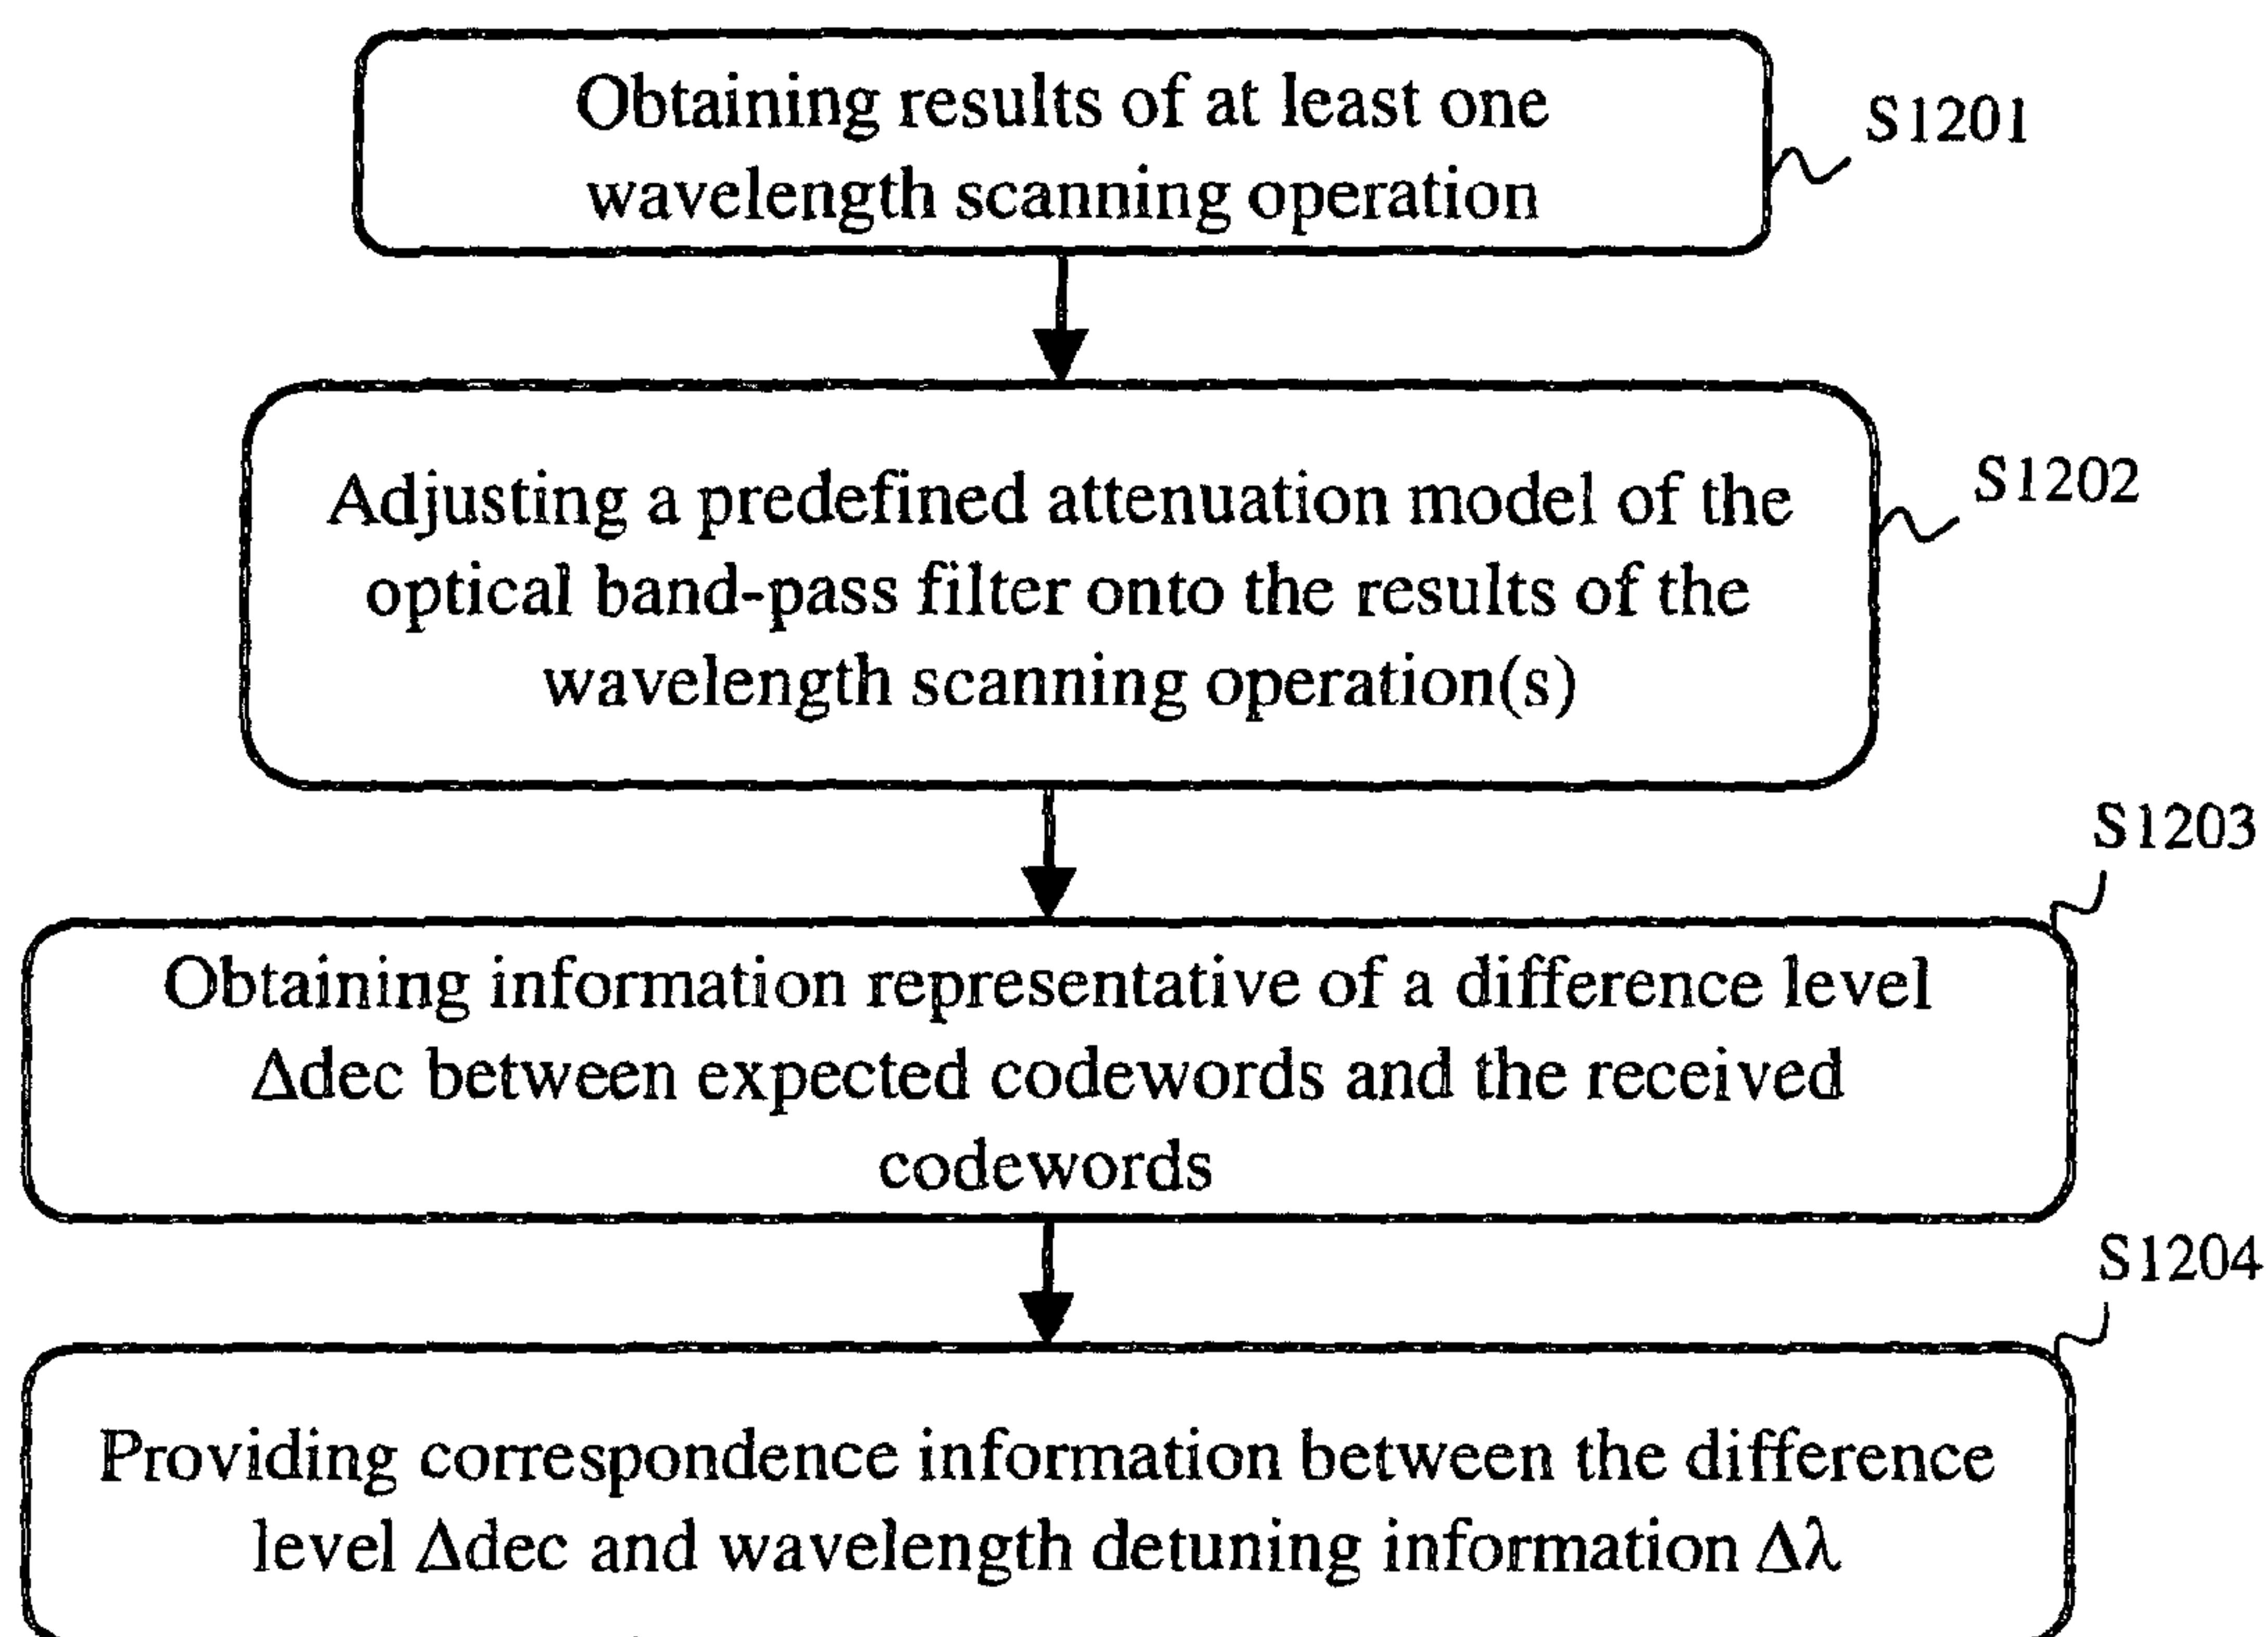 Obtaining results of at least one
wavelength scanning operation
S1201
Adjusting a predefined attenuation model of the
optical band-pass filter onto the results of the
wavelength scanning operation(s)
S1202
S1203
Obtaining information representative of a difference level
Δdec between expected codewords and the received
codewords
S1204
Providing correspondence information between the difference
level Δdec and wavelength detuning information Δλ